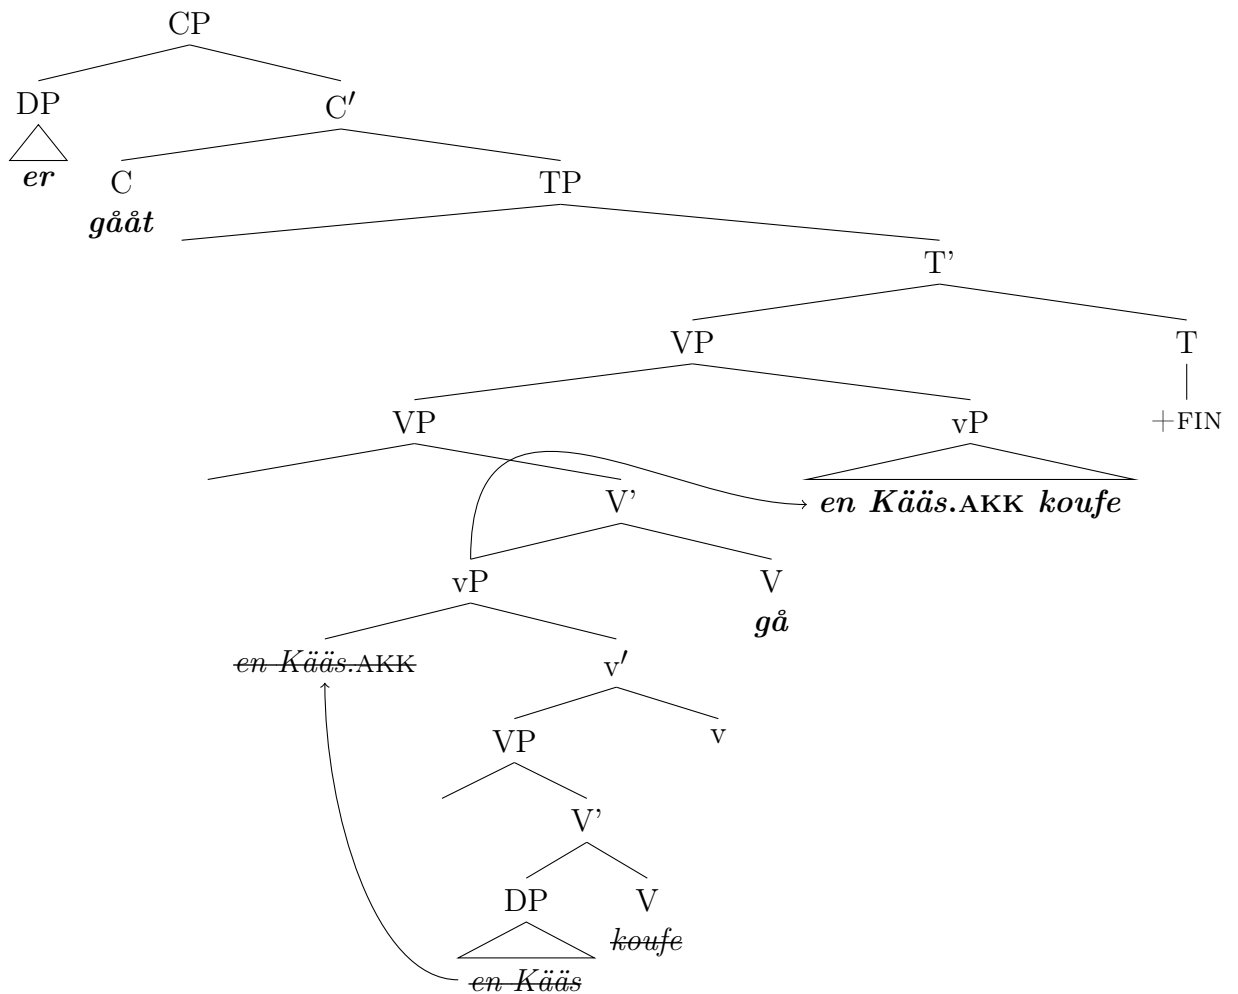 CP
DP C′
er C TP
gååt
T’
VP T
VP vP +FIN
V’ en Kääs.AKK koufe
vP V
gå
en Kääs.AKK v′
VP v
V’
DP V
koufe
en Kääs